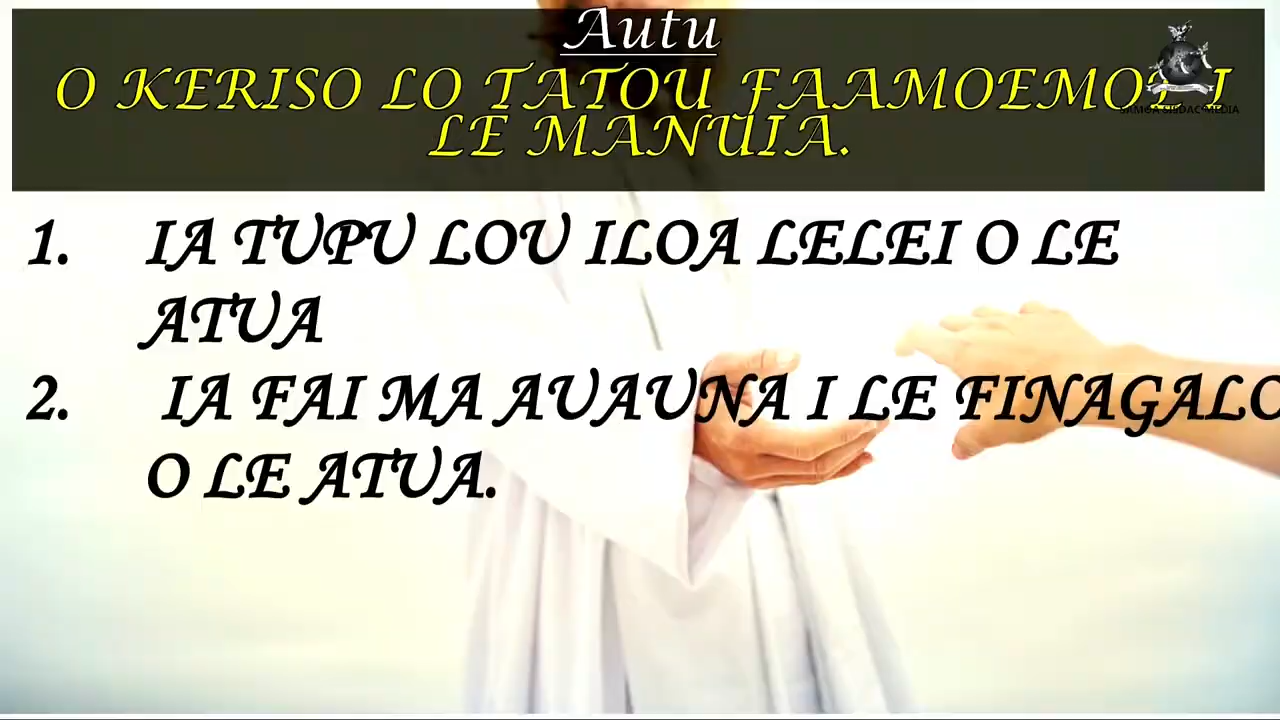 Autu
O KERISO LO TATOU FAAMOEMOE I
LE MANUIA.
1. IA TUPU LOU ILOA LELEI O LE
ATUA
2. IA FAI MA AUAUNA I LE FINAGALO
O LE ATUA.